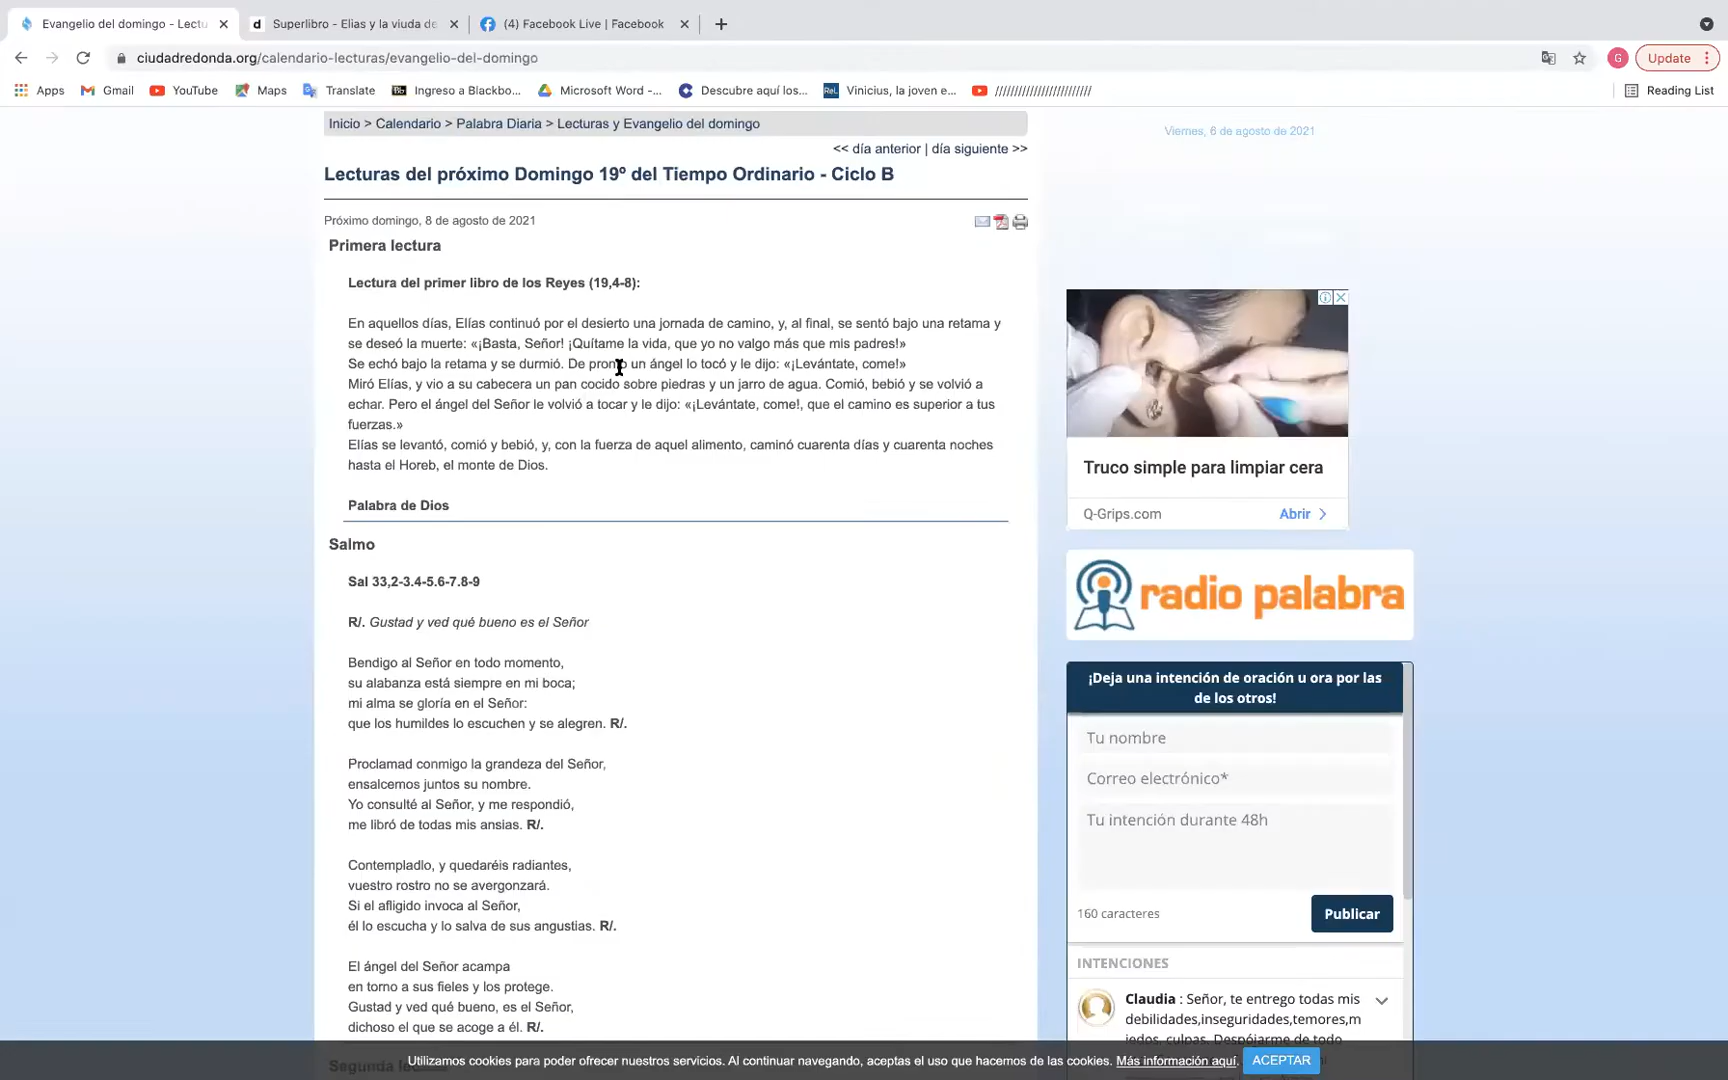 Evangelio del domingo - Lectu
Superlibro - Elias y la viuda de
(4) Facebook Live | Facebook
ciudadredonda.org/calendario-lecturas/evangelio-del-domingo
G
Update
Apps
Gmail
YouTube
Maps
Translate
Ingreso a Blackbo...
Microsoft Word -...
Descubre aquí los...
Vinicius, la joven e...
////////////////////////
Reading List
Inicio > Calendario > Palabra Diaria > Lecturas y Evangelio del domingo
Viernes, 6 de agosto de 2021
<< día anterior | día siguiente >>
Lecturas del próximo Domingo 19º del Tiempo Ordinario - Ciclo B
Próximo domingo, 8 de agosto de 2021
Primera lectura
Lectura del primer libro de los Reyes (19,4-8):
En aquellos días, Elías continuó por el desierto una jornada de camino, y, al final, se sentó bajo una retama y
se deseó la muerte: «¡Basta, Señor! ¡Quítame la vida, que yo no valgo más que mis padres!»
Se echó bajo la retama y se durmió. De pronto un ángel lo tocó y le dijo: «¡Levántate, come!»
Miró Elías, y vio a su cabecera un pan cocido sobre piedras y un jarro de agua. Comió, bebió y se volvió a
echar. Pero el ángel del Señor le volvió a tocar y le dijo: «¡Levántate, come!, que el camino es superior a tus
fuerzas.»
Elías se levantó, comió y bebió, y, con la fuerza de aquel alimento, caminó cuarenta días y cuarenta noches
hasta el Horeb, el monte de Dios.
Palabra de Dios
Salmo
Sal 33,2-3.4-5.6-7.8-9
R/. Gustad y ved qué bueno es el Señor
Bendigo al Señor en todo momento,
su alabanza está siempre en mi boca;
mi alma se gloría en el Señor:
que los humildes lo escuchen y se alegren. R/.
Proclamad conmigo la grandeza del Señor,
ensalcemos juntos su nombre.
Yo consulté al Señor, y me respondió,
me libró de todas mis ansias. R/.
Contempladlo, y quedaréis radiantes,
vuestro rostro no se avergonzará.
Si el afligido invoca al Señor,
él lo escucha y lo salva de sus angustias. R/.
El ángel del Señor acampa
en torno a sus fieles y los protege.
Gustad y ved qué bueno, es el Señor,
dichoso el que se acoge a él. R/.
Truco simple para limpiar cera
Q-Grips.com
Abrir
radio palabra
¡Deja una intención de oración u ora por las
de los otros!
Tu nombre
Correo electrónico*
Tu intención durante 48h
160 caracteres
Publicar
INTENCIONES
Claudia : Señor, te entrego todas mis
debilidades,inseguridades,temores,m
iedos, culpas. Despójarme de todo
Utilizamos cookies para poder ofrecer nuestros servicios. Al continuar navegando, aceptas el uso que hacemos de las cookies. Más información aquí.
ACEPTAR
Segunda